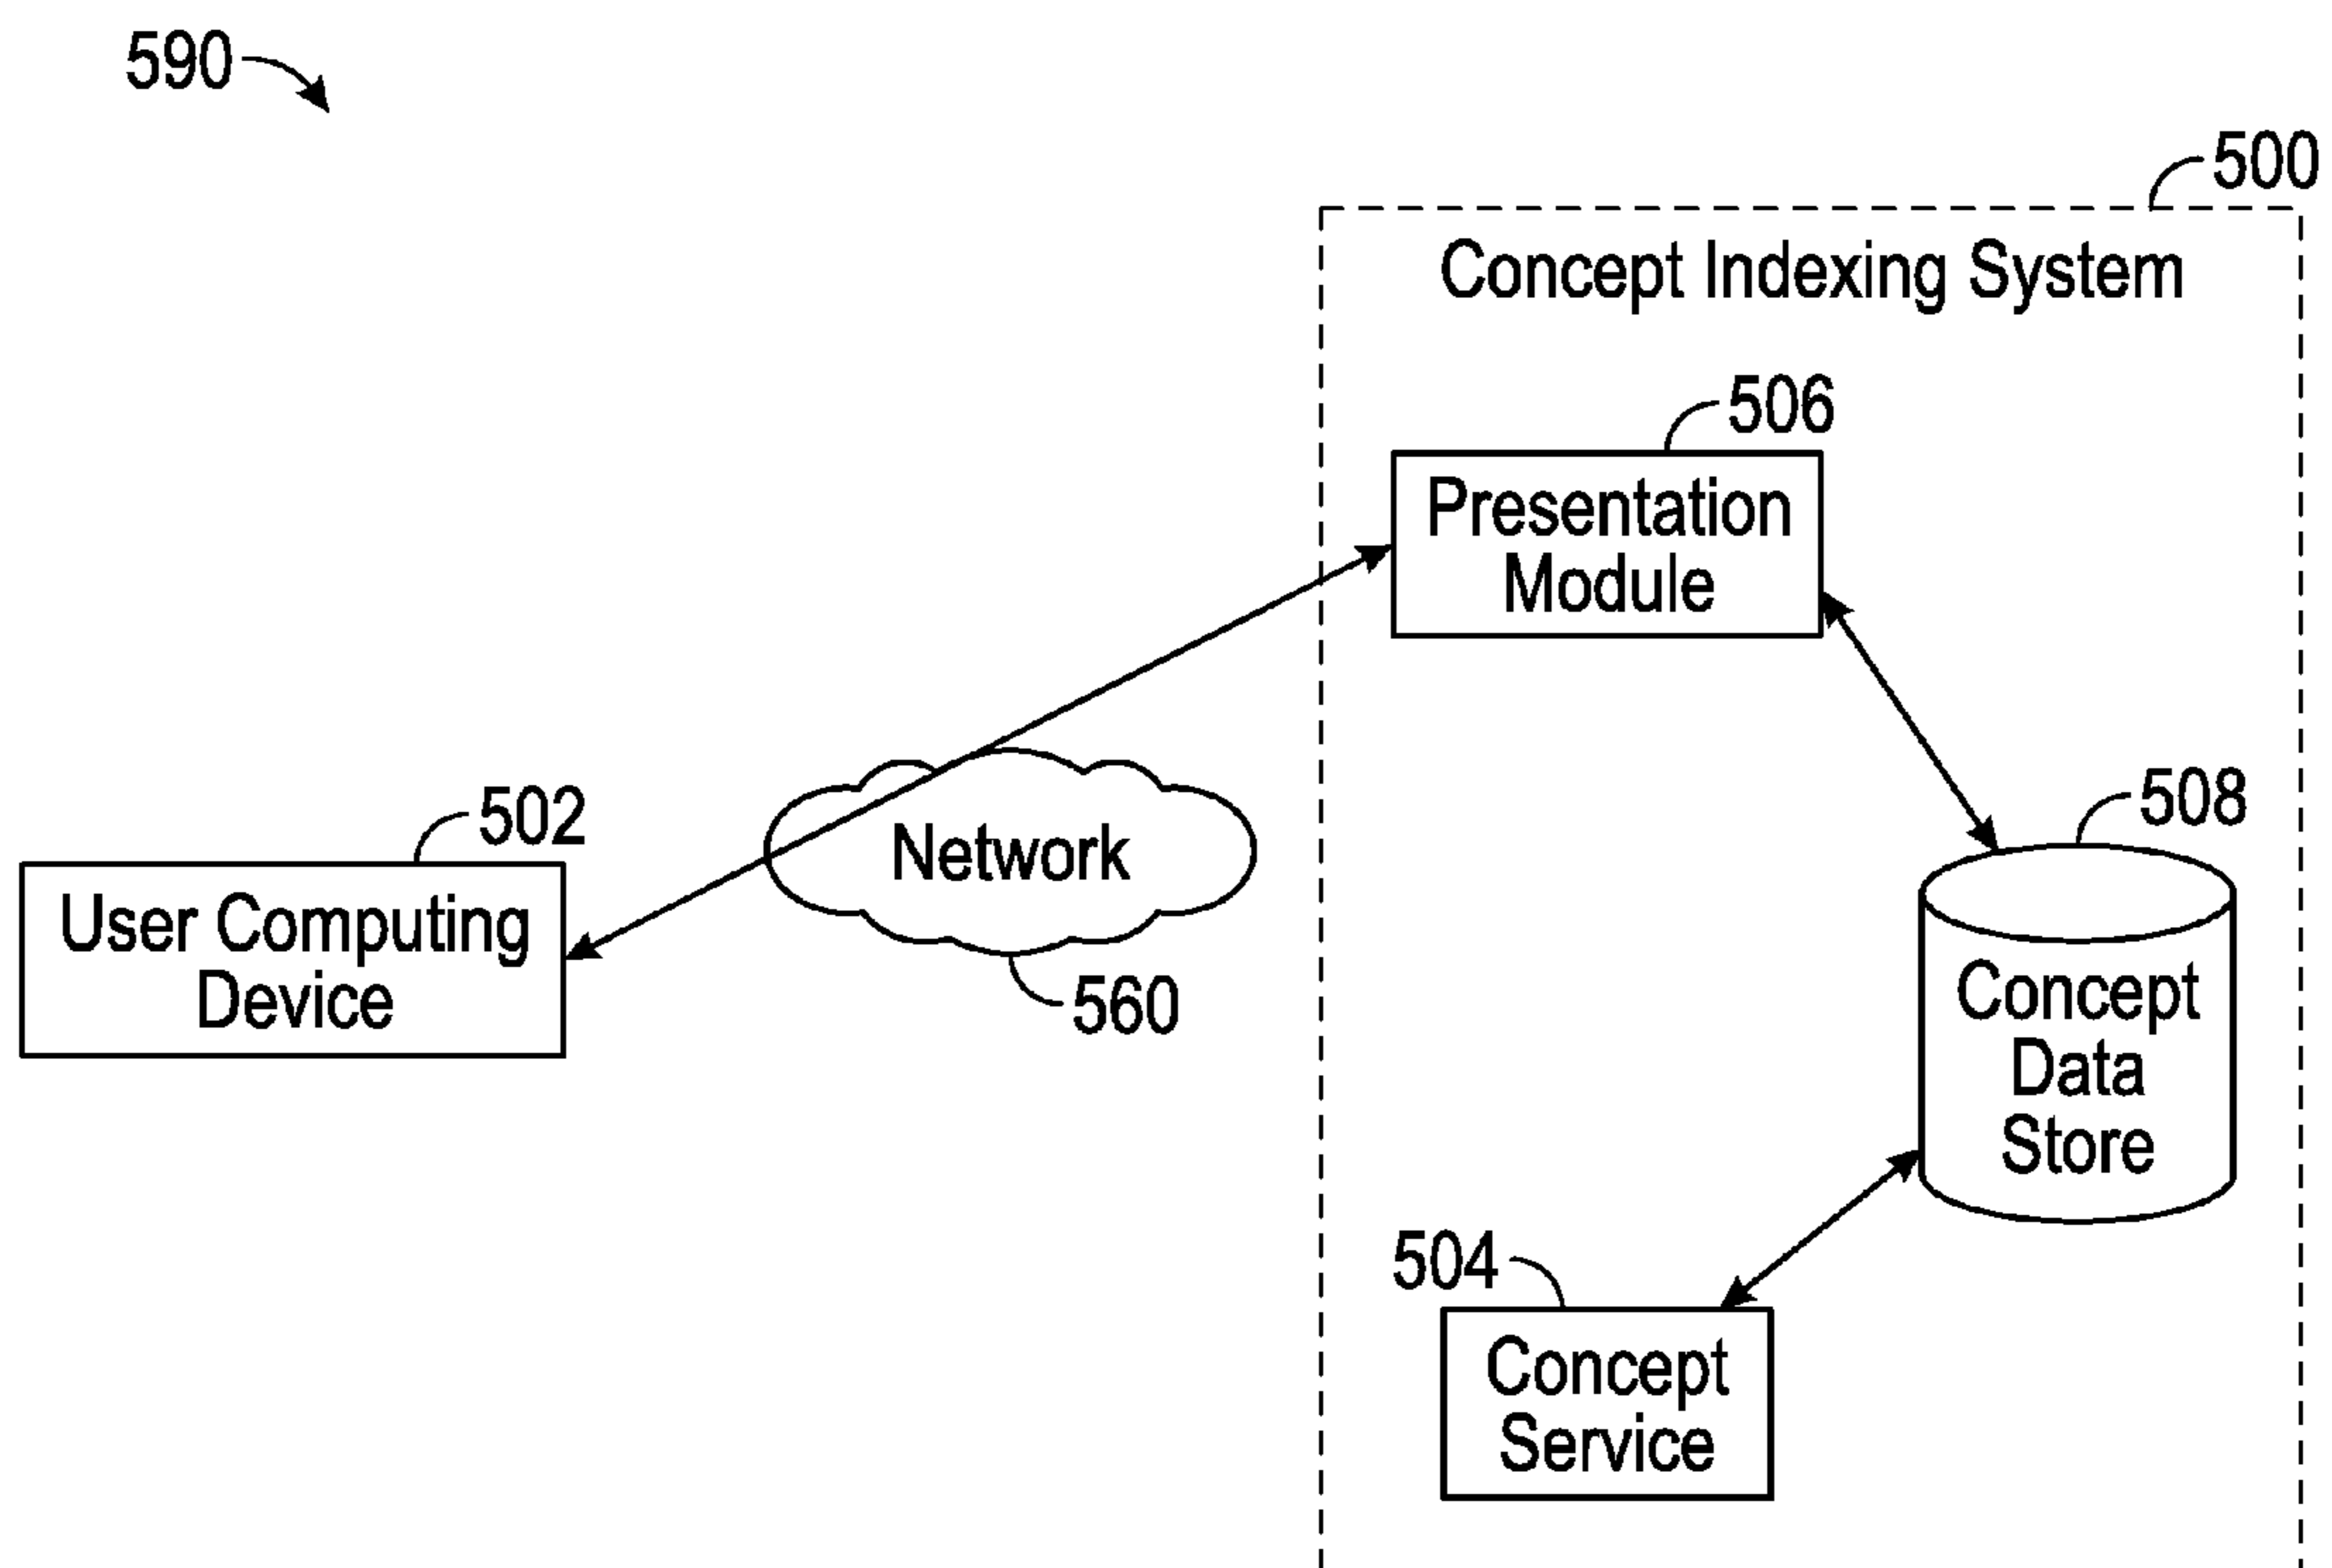 590
500
Concept Indexing System
506
Presentation
Module
502
User Computing
Device
Network
560
508
Concept
Data
Store
504
Concept
Service